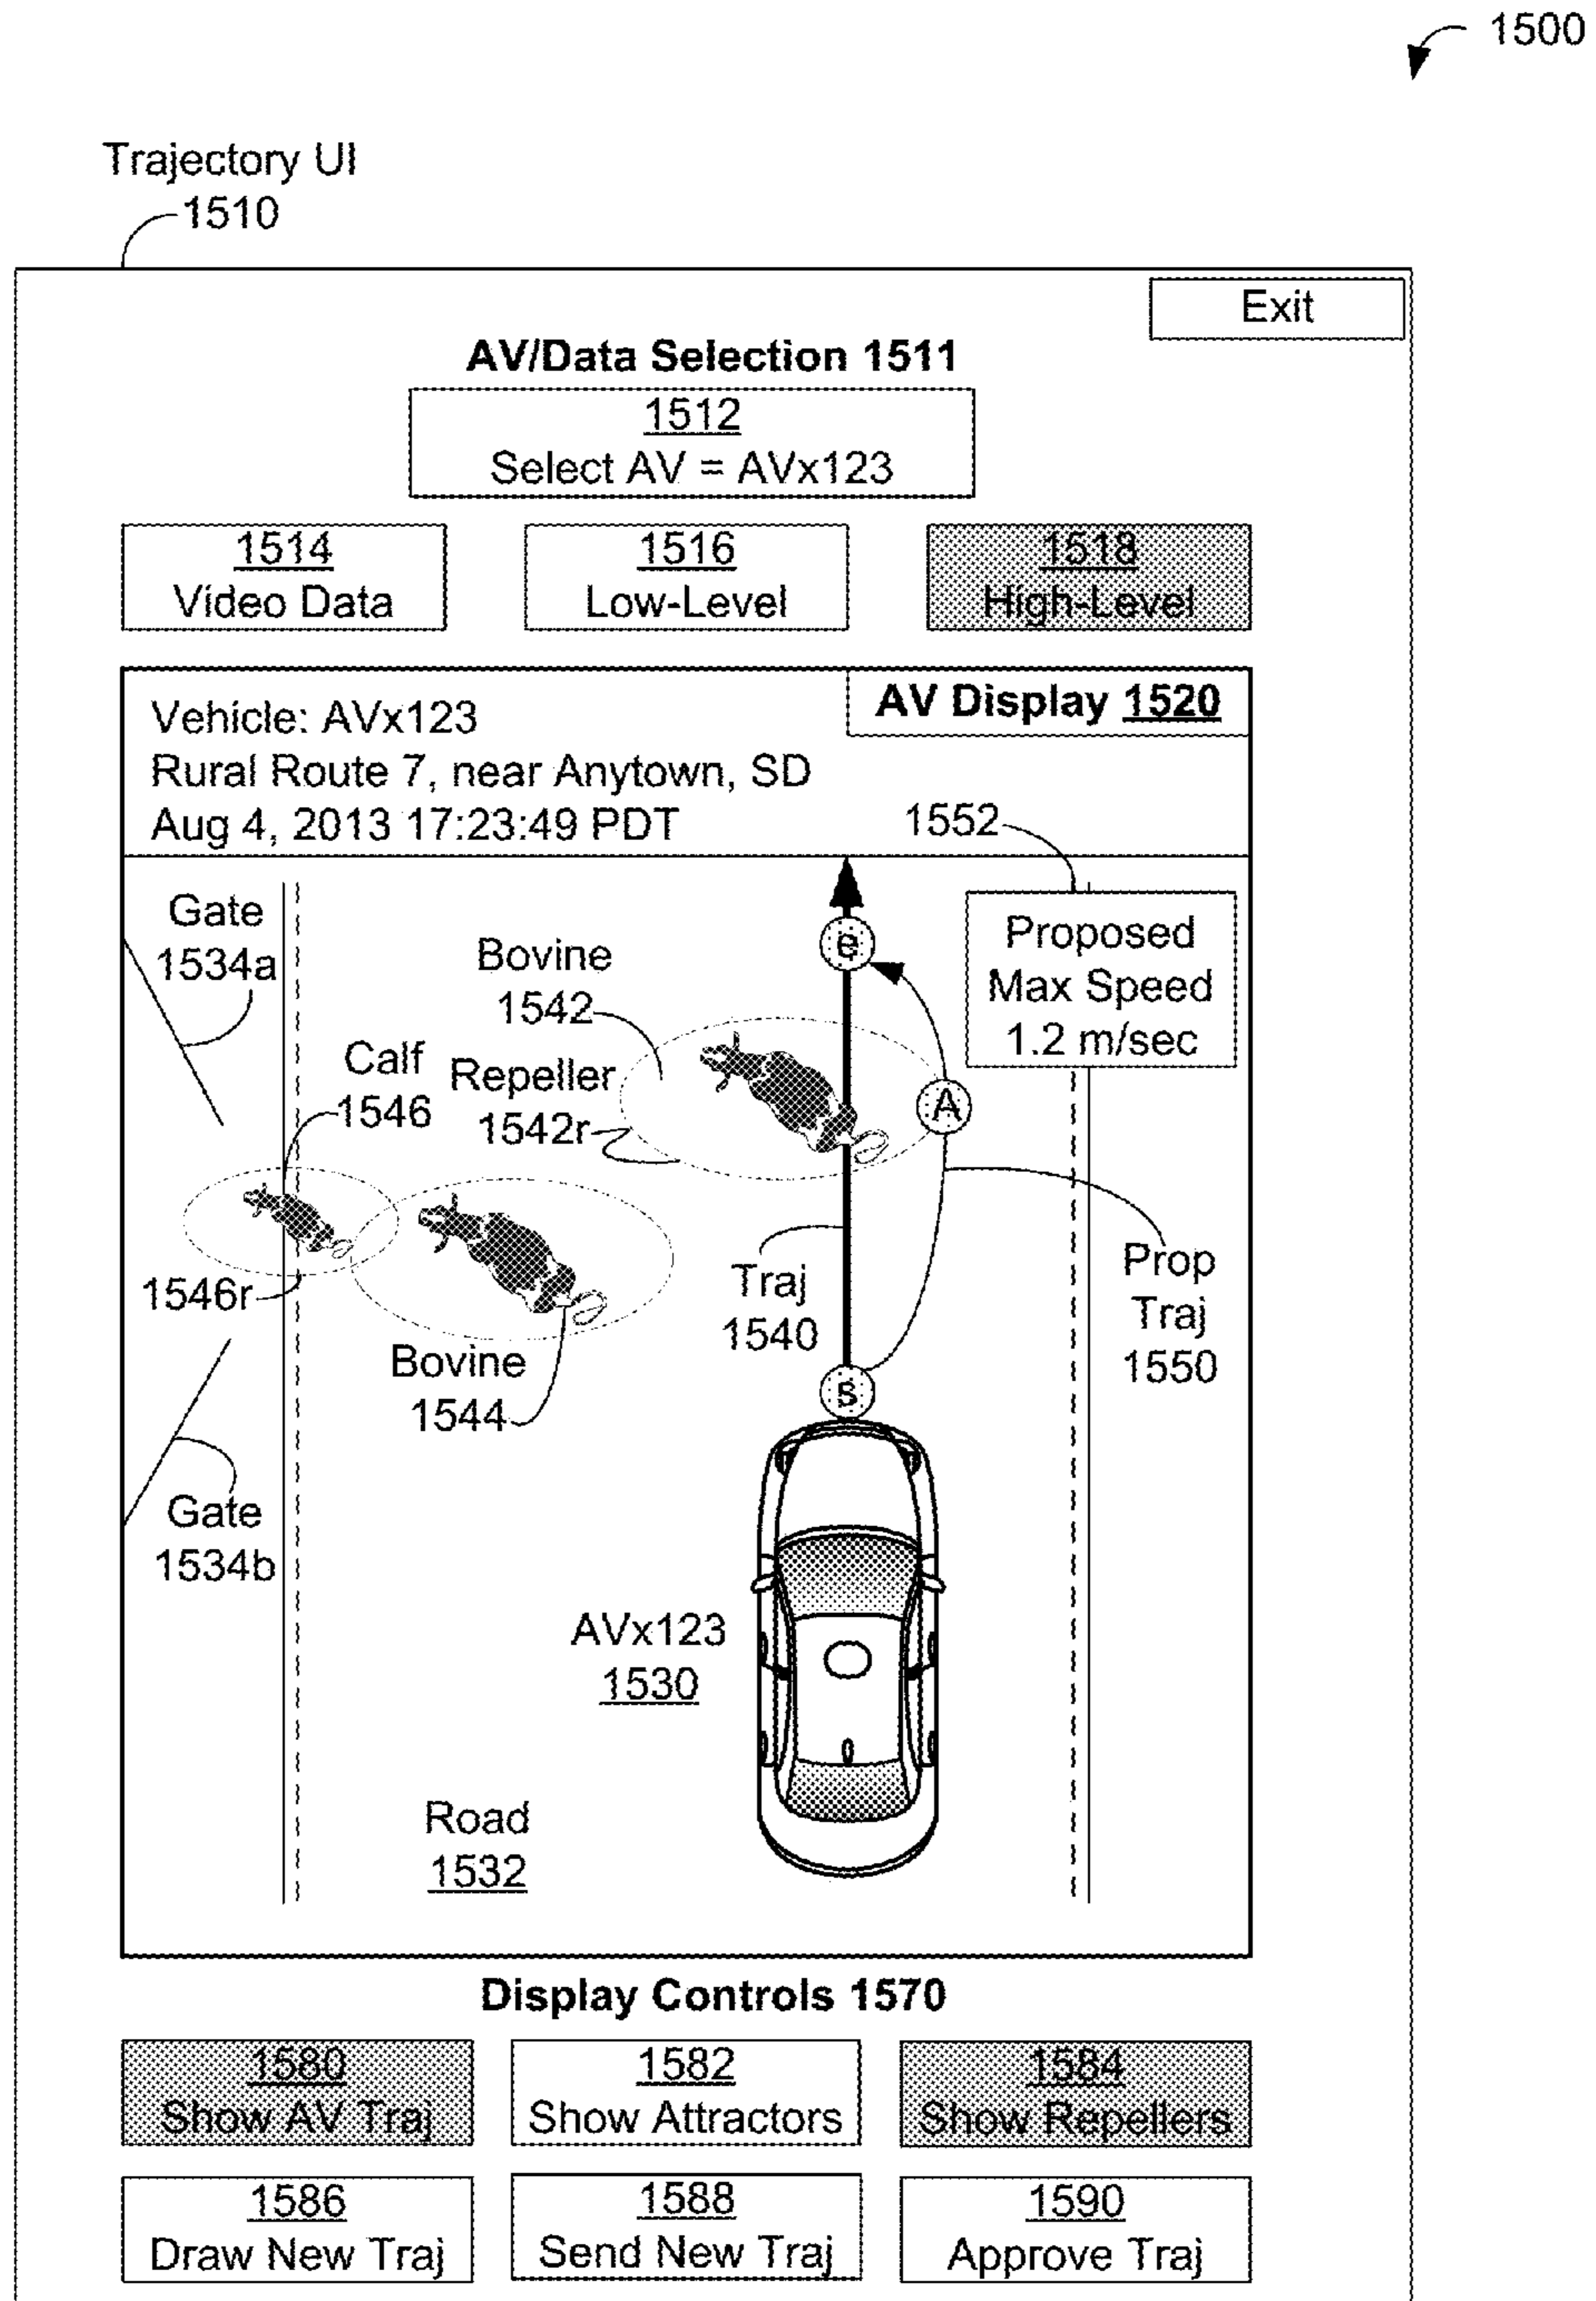 1500
Trajectory UI
1510
Exit
AV/Data Selection 1511
1512
Select AV = AVx123
1514
Video Data
1516
Low-Level
1518
High-Level
AV Display 1520
Vehicle: AVx123
Rural Route 7, near Anytown, SD
Aug 4, 2013 17:23:49 PDT
1552
Gate
1534a
Bovine
1542
e
Proposed
Max Speed
1.2 m/sec
Calf
1546
Repeller
1542r
A
1546r
Traj
1540
Prop
Traj
1550
Bovine
1544
s
Gate
1534b
AVx123
1530
Road
1532
Display Controls 1570
1580
Show AV Traj
1582
Show Attractors
1584
Show Repellers
1586
Draw New Traj
1588
Send New Traj
1590
Approve Traj